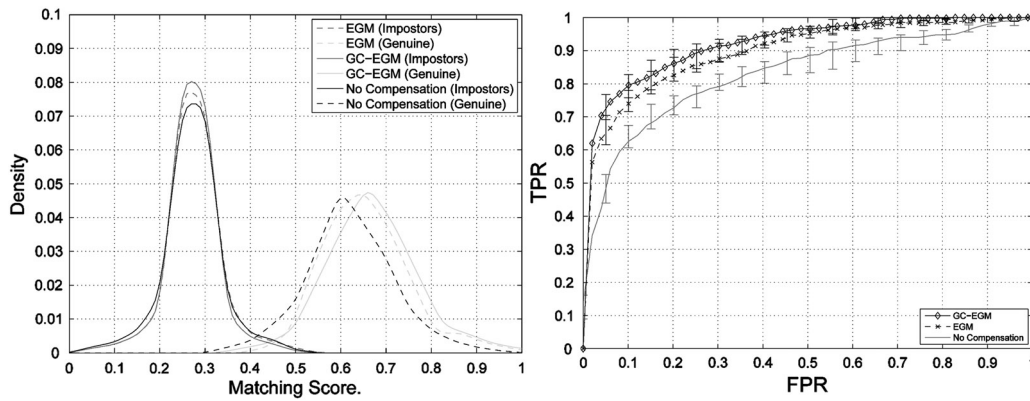 0.1
0.09
0.08
0.07
0.06
0.05
0.04
0.03
0.02
0.01
0
Density
0 0.1 0.2 0.3 0.4 0.5 0.6 0.7 0.8 0.9 1
Matching Score.
EGM (Impostors)
EGM (Genuine)
GC-EGM (Impostors)
GC-EGM (Genuine)
No Compensation (Impostors)
No Compensation (Genuine)
1
0.9
0.8
0.7
0.6
0.5
0.4
0.3
0.2
0.1
0
TPR
0 0.1 0.2 0.3 0.4 0.5 0.6 0.7 0.8 0.9 1
FPR
GC-EGM
EGM
No Compensation